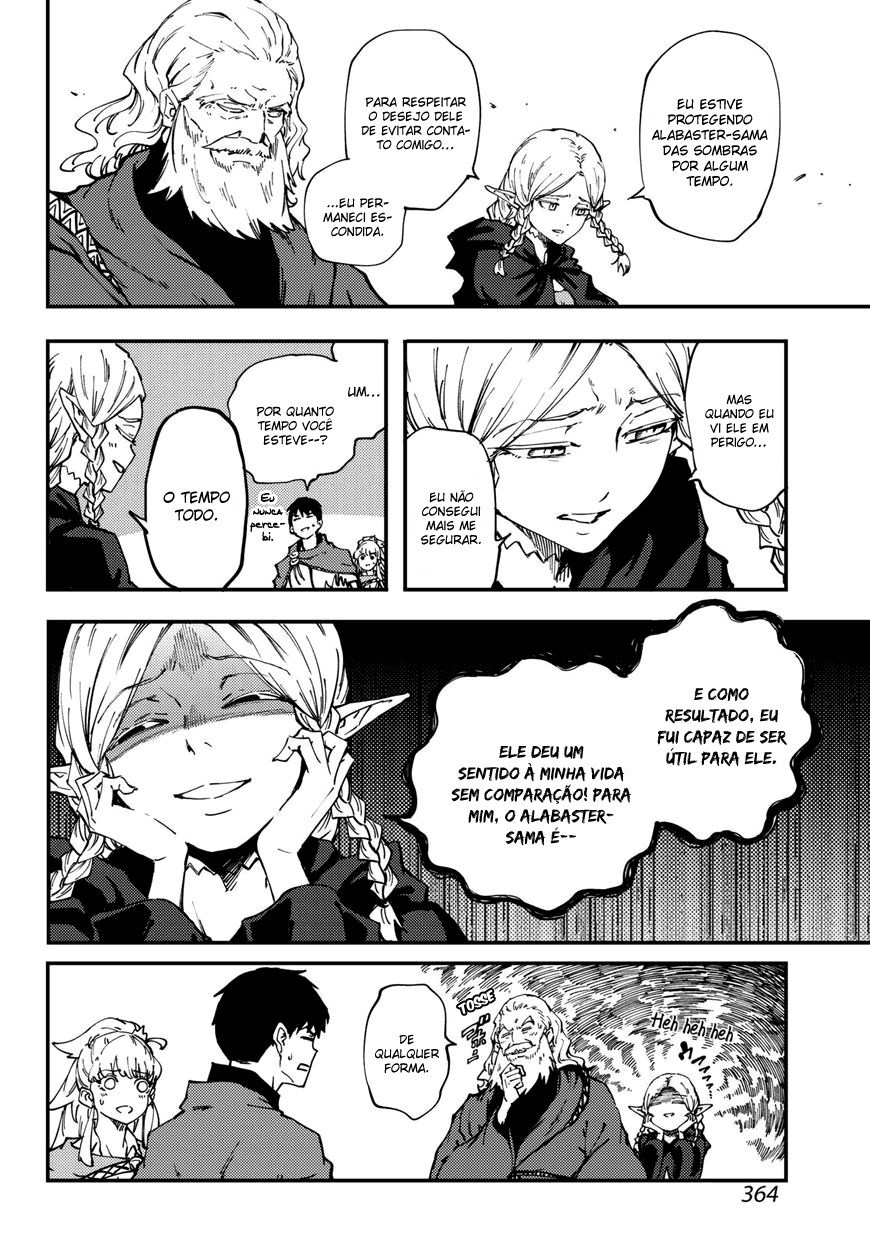 EU ESTIVE
PROTEGENDO
ALABASTER-SAMA
DAS SOMBRAS
POR ALGUM
TEMPO.
PARA RESPEITAR
O DESEJO DELE
DE EVITAR CONTA-
TO COMIGO...
...EU PER-
MANECI ES-
CONDIDA.
MAS
QUANDO EU
VI ELE EM
PERIGO...
EU NÃO
CONSEGUI
MAIS ME
SEGURAR.
UM...
POR QUANTO
TEMPO VOCÊ
ESTEVE--?
Eu
nunca
perce-
bi.
O TEMPO
TODO.
E COMO
RESULTADO, EU
FUI CAPAZ DE SER
ÚTIL PARA ELE.
ELE DEU UM
SENTIDO À MINHA VIDA
SEM COMPARAÇÃO! PARA
MIM, O ALABASTER-
SAMA É--
Heh heh heh
TOSSE
DE
QUALQUER
FORMA.
364